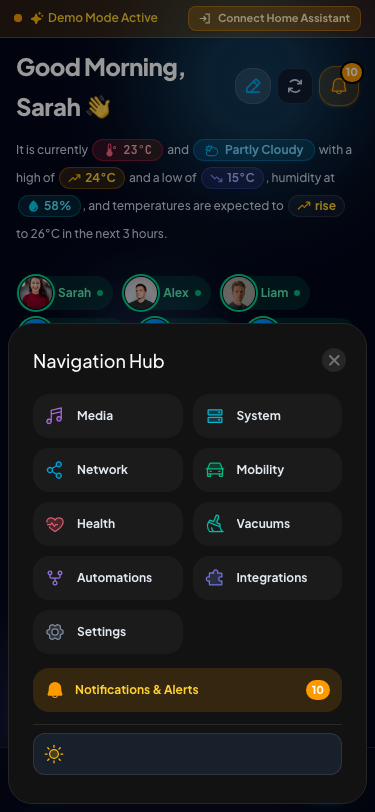 Demo Mode Active
Connect Home Assistant
Good Morning,
Sarah 👋
10
It is currently 23°C and Partly Cloudy with a
high of 24°C and a low of 15°C , humidity at
58% , and temperatures are expected to rise
to 26°C in the next 3 hours.
Sarah Alex Liam
Navigation Hub
Media System
Network Mobility
Health Vacuums
Automations Integrations
Settings
Notifications & Alerts 10